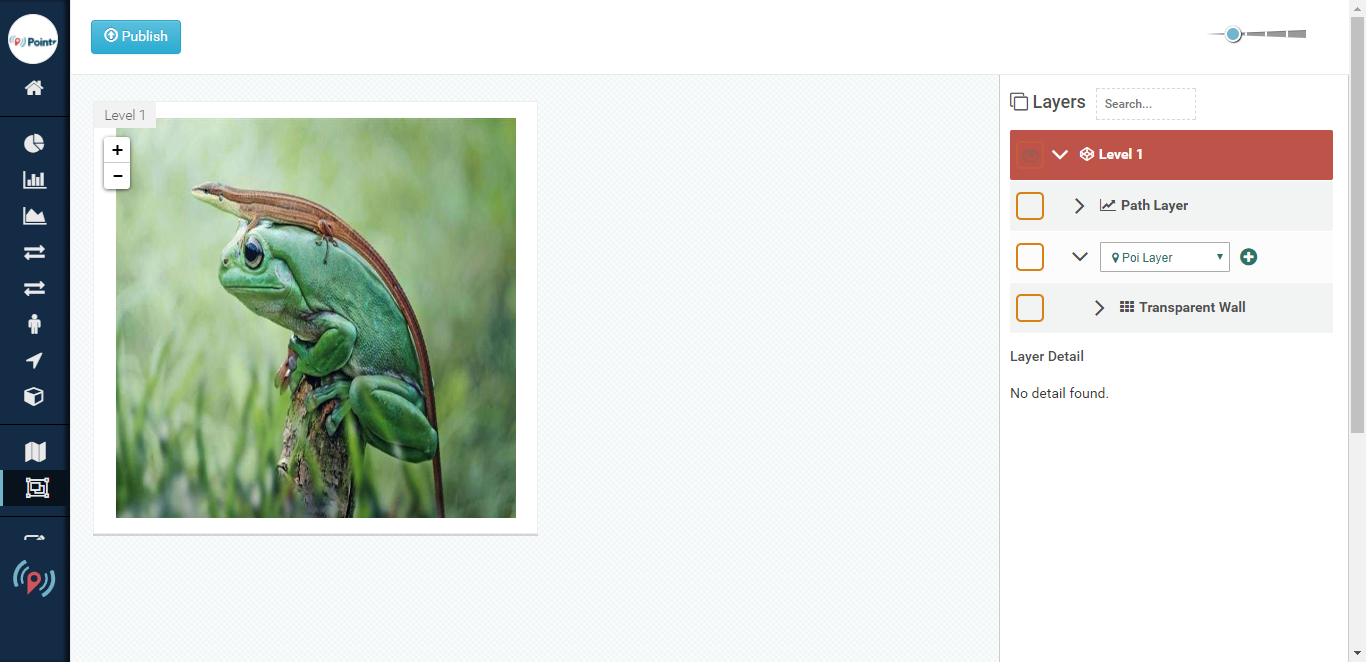 Pointr
Publish
Level 1
+
−
Layers
Search...
Level 1
Path Layer
Poi Layer
Transparent Wall
Layer Detail
No detail found.